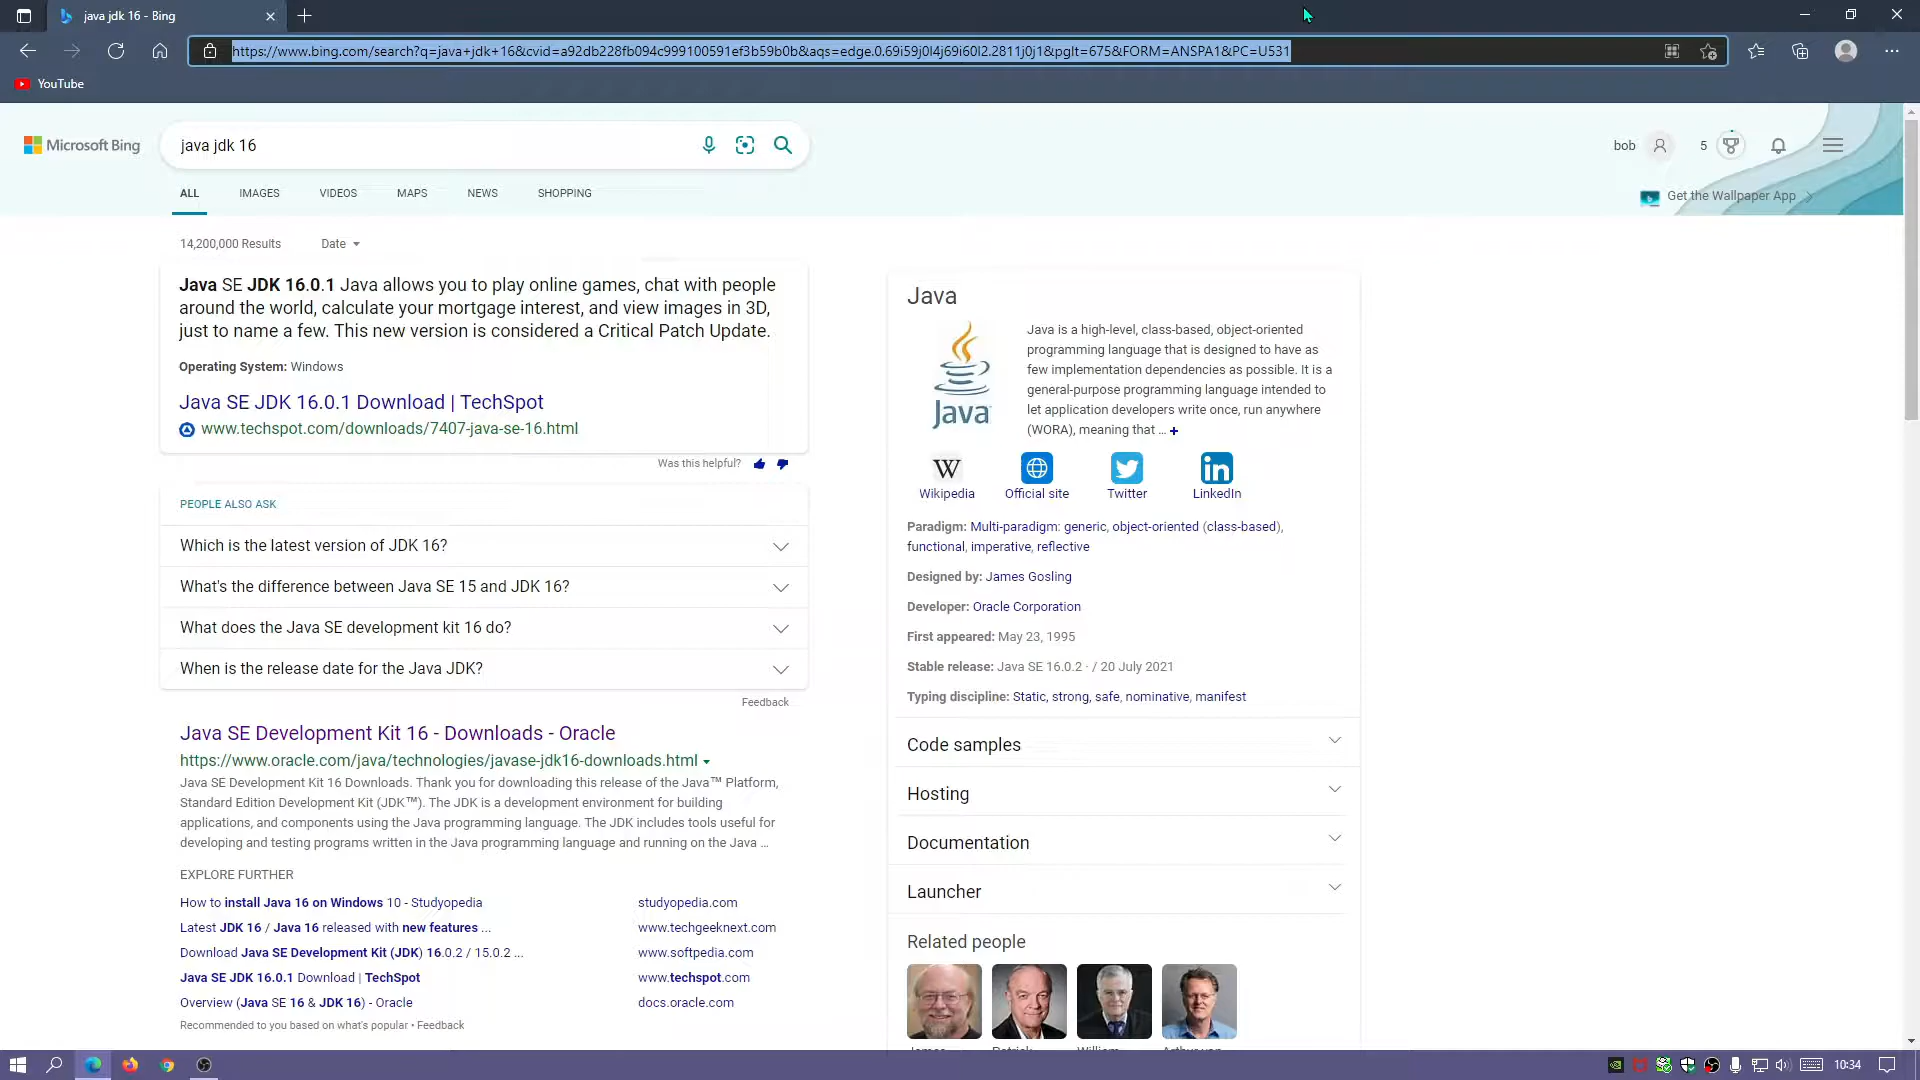 java jdk 16 - Bing
https://www.bing.com/search?q=java+jdk+16&cvid=a92db228fb094c999100591ef3b59b0b&aqs=edge.0.69i59j0l4j69i60l2.2811j0j1&pglt=675&FORM=ANSPA1&PC=U531
YouTube
Microsoft Bing
java jdk 16
bob
5
ALL IMAGES VIDEOS MAPS NEWS SHOPPING
Get the Wallpaper App
14,200,000 Results Date
Java SE JDK 16.0.1 Java allows you to play online games, chat with people
around the world, calculate your mortgage interest, and view images in 3D,
just to name a few. This new version is considered a Critical Patch Update.
Operating System: Windows
Java SE JDK 16.0.1 Download | TechSpot
www.techspot.com/downloads/7407-java-se-16.html
Was this helpful?
PEOPLE ALSO ASK
Which is the latest version of JDK 16?
What's the difference between Java SE 15 and JDK 16?
What does the Java SE development kit 16 do?
When is the release date for the Java JDK?
Feedback
Java SE Development Kit 16 - Downloads - Oracle
https://www.oracle.com/java/technologies/javase-jdk16-downloads.html
Java SE Development Kit 16 Downloads. Thank you for downloading this release of the Java™ Platform,
Standard Edition Development Kit (JDK™). The JDK is a development environment for building
applications, and components using the Java programming language. The JDK includes tools useful for
developing and testing programs written in the Java programming language and running on the Java ...
EXPLORE FURTHER
How to install Java 16 on Windows 10 - Studyopedia studyopedia.com
Latest JDK 16 / Java 16 released with new features ... www.techgeeknext.com
Download Java SE Development Kit (JDK) 16.0.2 / 15.0.2 ... www.softpedia.com
Java SE JDK 16.0.1 Download | TechSpot www.techspot.com
Overview (Java SE 16 & JDK 16) - Oracle docs.oracle.com
Recommended to you based on what's popular • Feedback
Java
Java
Java is a high-level, class-based, object-oriented
programming language that is designed to have as
few implementation dependencies as possible. It is a
general-purpose programming language intended to
let application developers write once, run anywhere
(WORA), meaning that ... +
W
in
Wikipedia Official site Twitter LinkedIn
Paradigm: Multi-paradigm: generic, object-oriented (class-based),
functional, imperative, reflective
Designed by: James Gosling
Developer: Oracle Corporation
First appeared: May 23, 1995
Stable release: Java SE 16.0.2 · / 20 July 2021
Typing discipline: Static, strong, safe, nominative, manifest
Code samples
Hosting
Documentation
Launcher
Related people
10:34